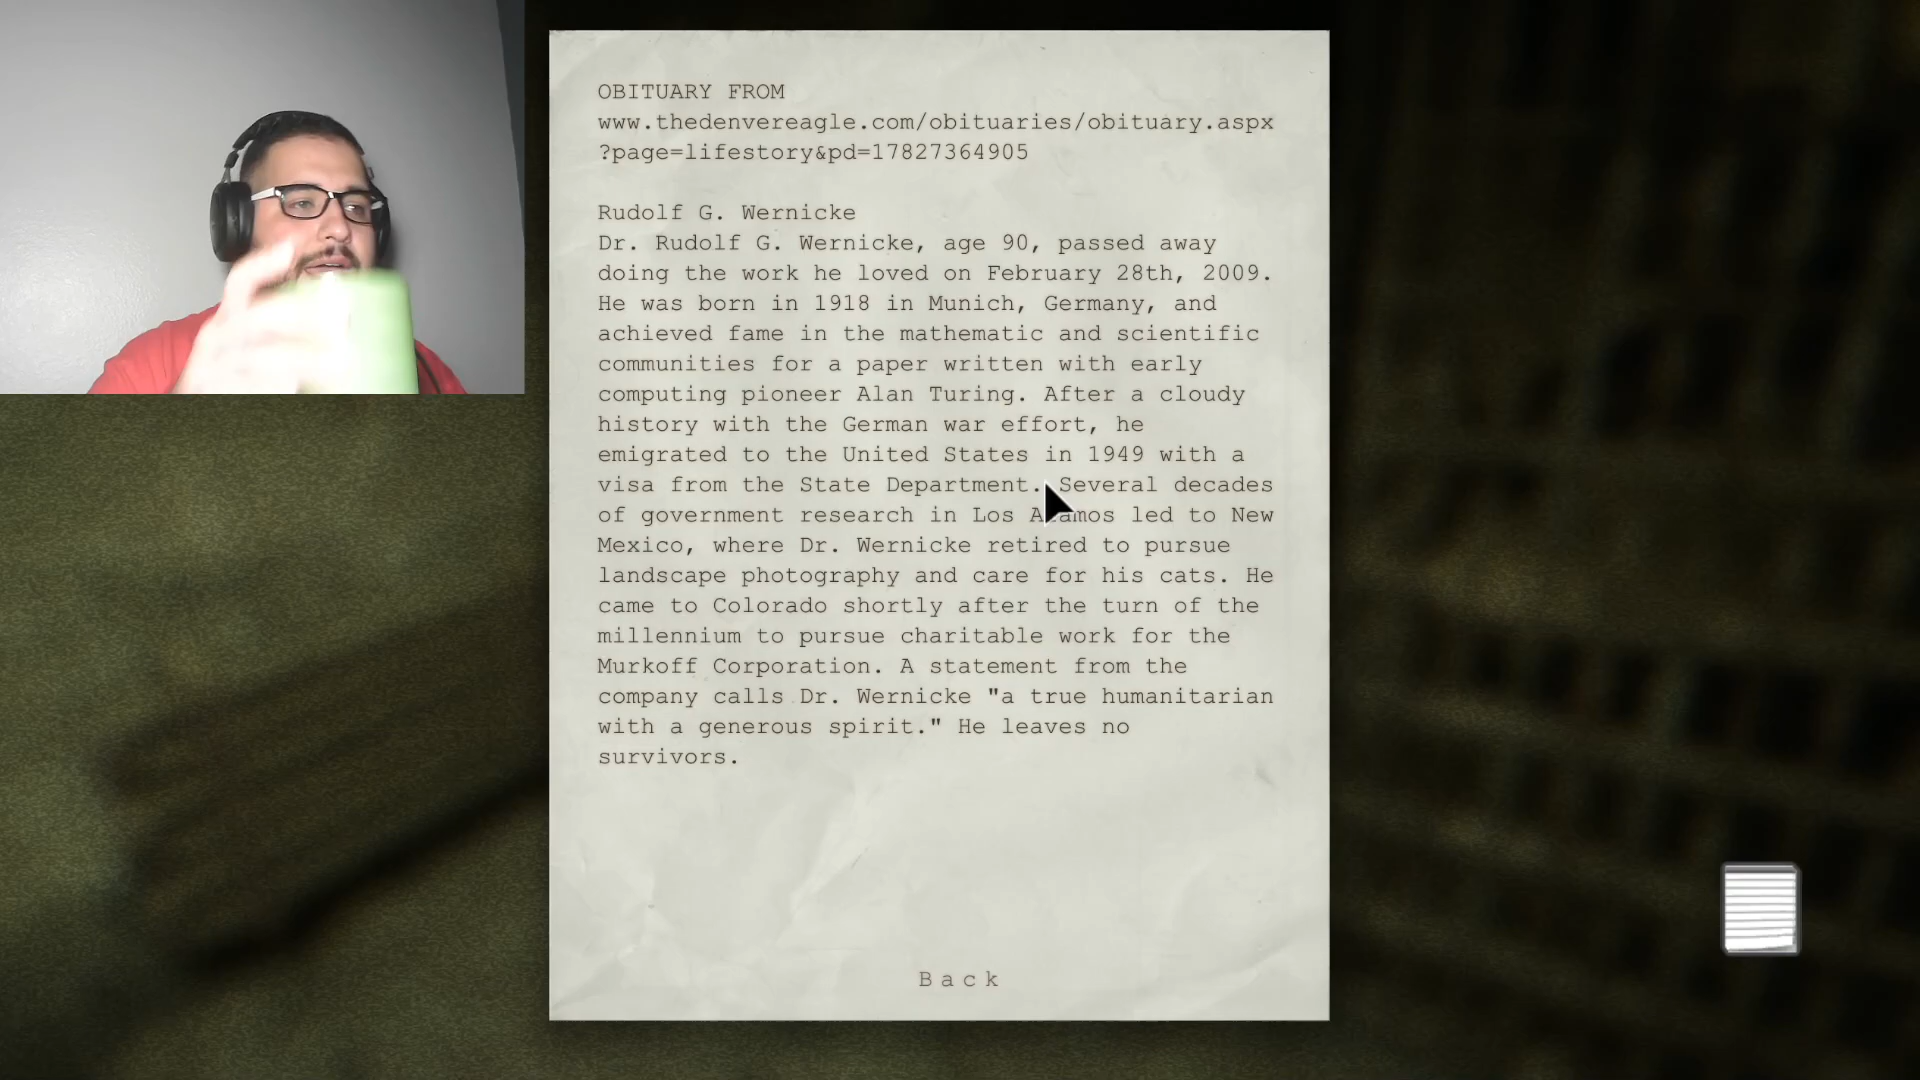 OBITUARY FROM
www.thedenvereagle.com/obituaries/obituary.aspx
?page=lifestory&pd=17827364905
Rudolf G. Wernicke
Dr. Rudolf G. Wernicke, age 90, passed away
doing the work he loved on February 28th, 2009.
He was born in 1918 in Munich, Germany, and
achieved fame in the mathematic and scientific
communities for a paper written with early
computing pioneer Alan Turing. After a cloudy
history with the German war effort, he
emigrated to the United States in 1949 with a
visa from the State Department. Several decades
of government research in Los Alamos led to New
Mexico, where Dr. Wernicke retired to pursue
landscape photography and care for his cats. He
came to Colorado shortly after the turn of the
millennium to pursue charitable work for the
Murkoff Corporation. A statement from the
company calls Dr. Wernicke "a true humanitarian
with a generous spirit." He leaves no
survivors.
Back